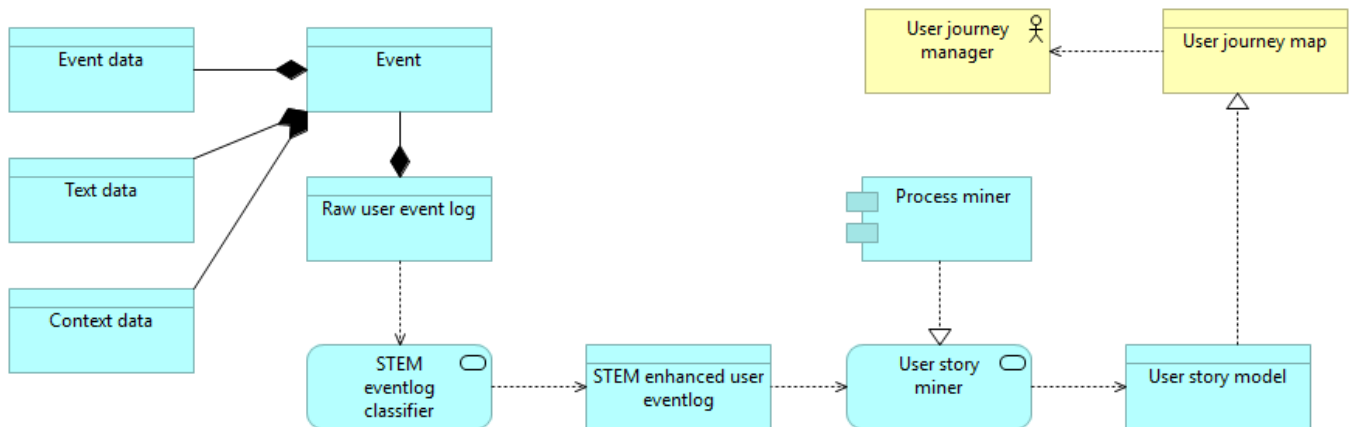 Event data
Event
User journey
manager
User journey map
Text data
Raw user event log
Process miner
Context data
STEM
eventlog
classifier
STEM enhanced user
eventlog
User story
miner
User story model